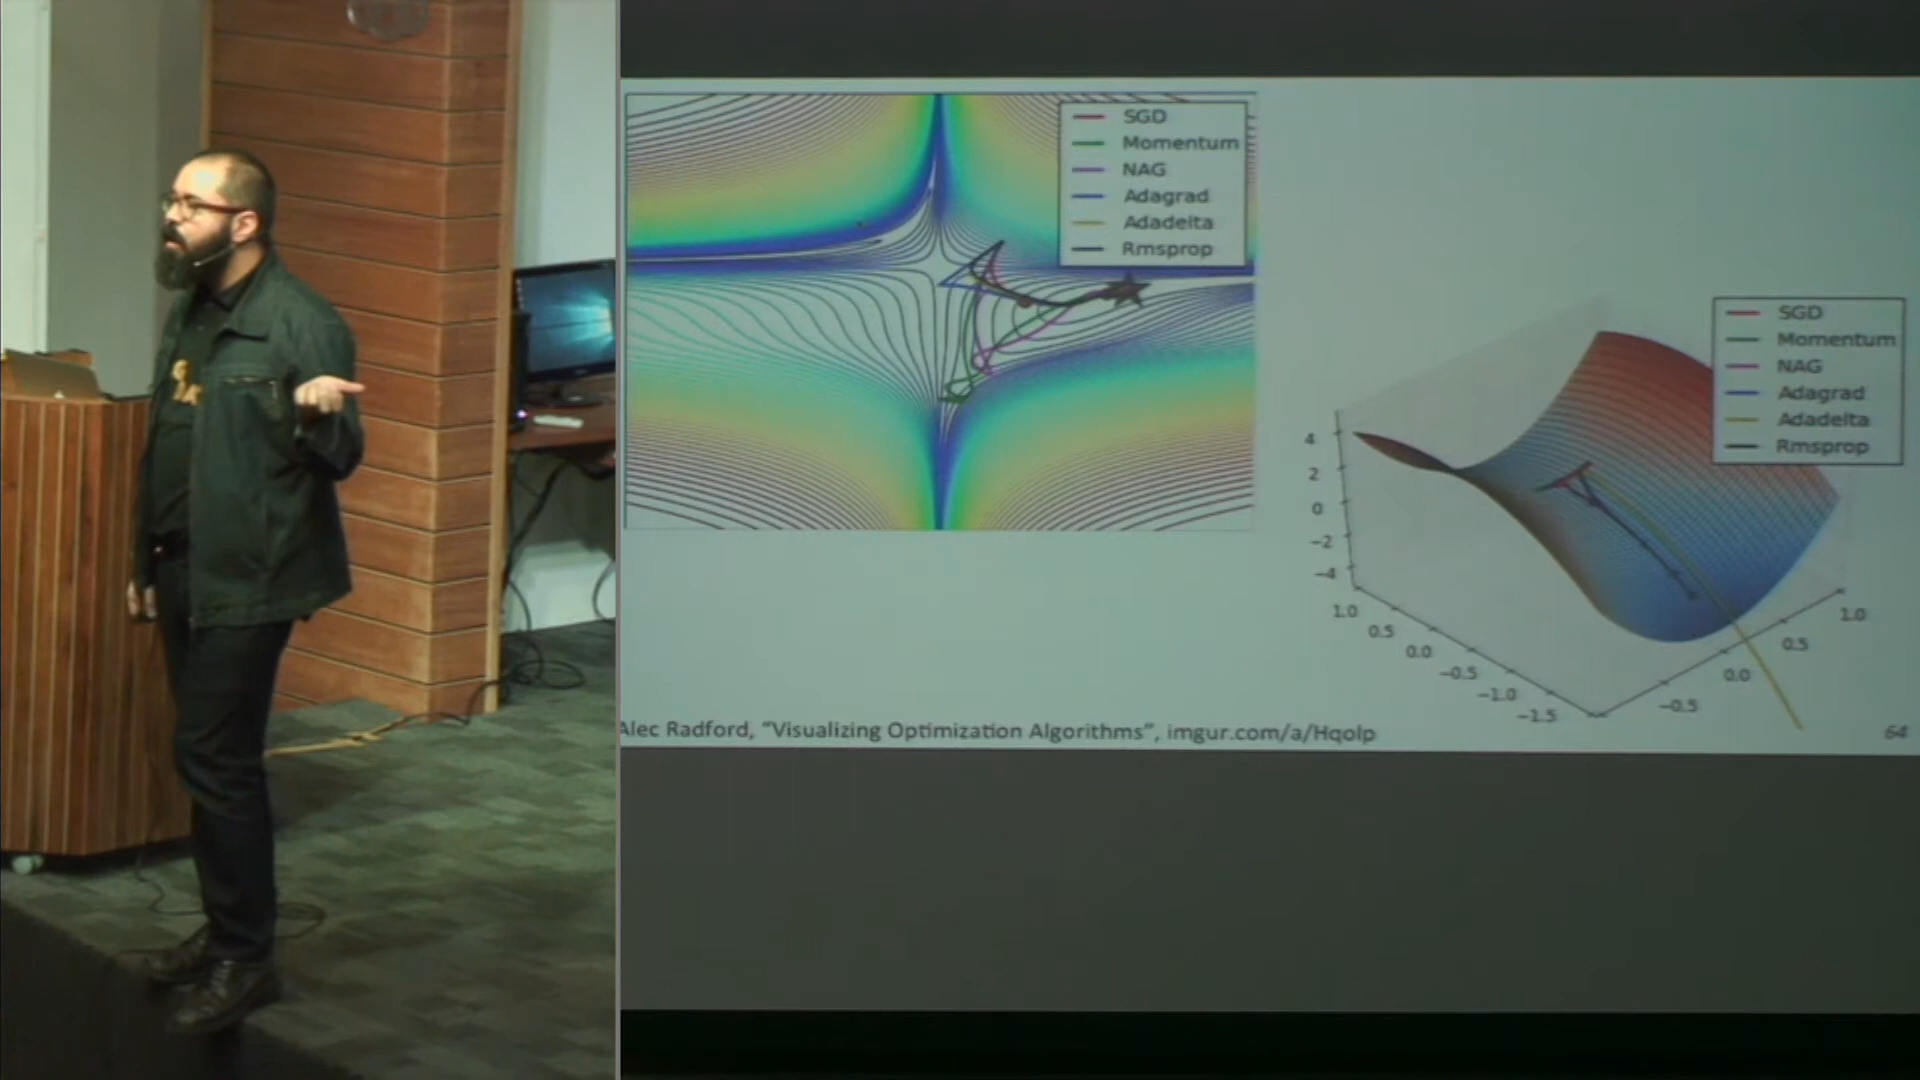 SGD
Momentum
NAG
Adagrad
Adadelta
Rmsprop
SGD
Momentum
NAG
Adagrad
Adadelta
Rmsprop
4
2
0
−2
−4
1.0
0.5
0.0
−0.5
−1.0
−1.5
−0.5
0.0
0.5
1.0
Alec Radford, “Visualizing Optimization Algorithms”, imgur.com/a/Hqolp
64